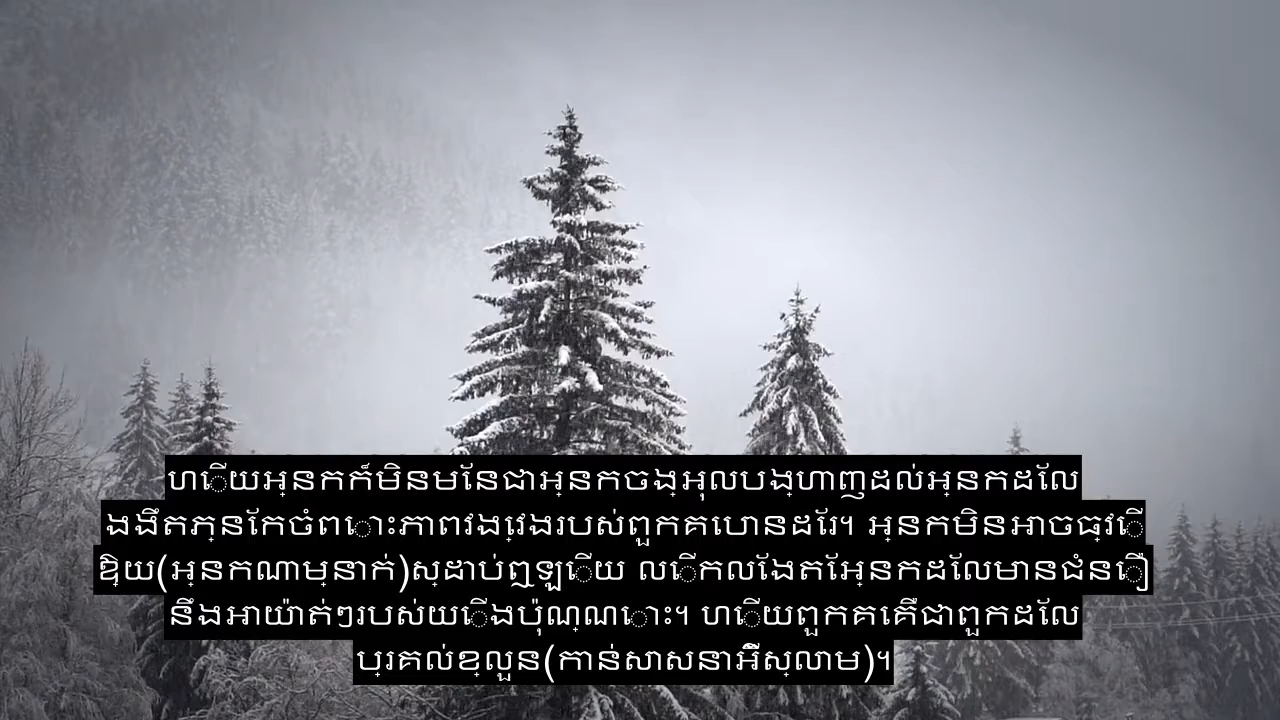 ហើយអ្នកក៏មិនមែនជាអ្នកចង្អុលបង្ហាញដល់អ្នកដែល
ងងឹតភ្នែកចំពោះភាពវង្វេងរបស់ពួកគេបានដែរ។ អ្នកមិនអាចធ្វើ
ឱ្យ(អ្នកណាម្នាក់)ស្ដាប់ឮឡើយ លើកលែងតែអ្នកដែលមានជំនឿ
នឹងអាយ៉ាត់ៗរបស់យើងប៉ុណ្ណោះ។ ហើយពួកគេគឺជាពួកដែល
ប្រគល់ខ្លួន(កាន់សាសនាអ៊ីស្លាម)។